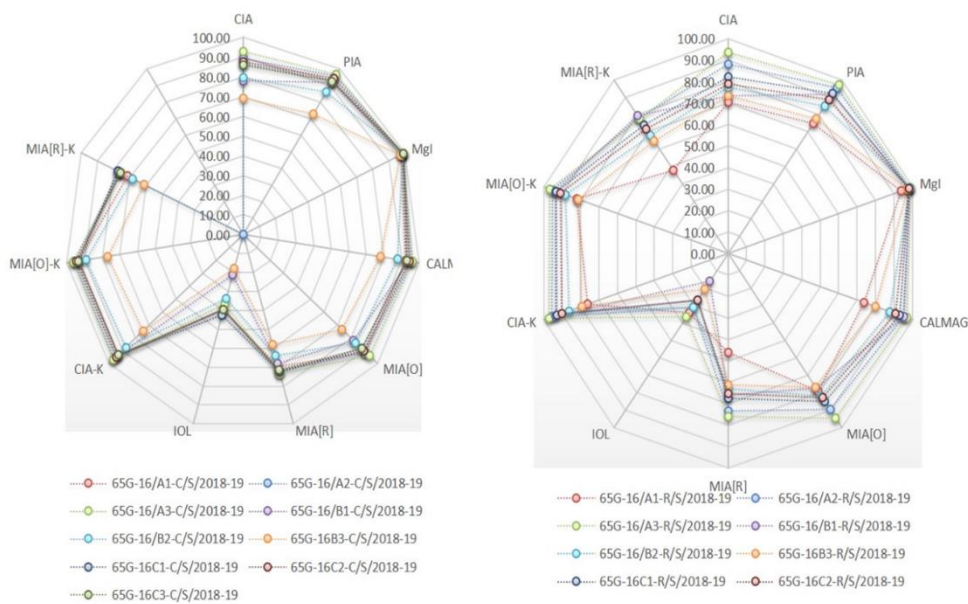 CIA
100.00
90.00
80.00
70.00
60.00
50.00
40.00
30.00
20.00
10.00
0.00
PIA
MgI
CALM
MIA[O]
MIA[R]
IOL
CIA-K
MIA[O]-K
MIA[R]-K
65G-16/A1-C/S/2018-19
65G-16/A2-C/S/2018-19
65G-16/A3-C/S/2018-19
65G-16/B1-C/S/2018-19
65G-16/B2-C/S/2018-19
65G-16B3-C/S/2018-19
65G-16C1-C/S/2018-19
65G-16C2-C/S/2018-19
65G-16C3-C/S/2018-19
CIA
100.00
90.00
80.00
70.00
60.00
50.00
40.00
30.00
20.00
10.00
0.00
PIA
MgI
CALMAG
MIA[O]
MIA[R]
IOL
CIA-K
MIA[O]-K
MIA[R]-K
65G-16/A1-R/S/2018-19
65G-16/A2-R/S/2018-19
65G-16/A3-R/S/2018-19
65G-16/B1-R/S/2018-19
65G-16/B2-R/S/2018-19
65G-16B3-R/S/2018-19
65G-16C1-R/S/2018-19
65G-16C2-R/S/2018-19